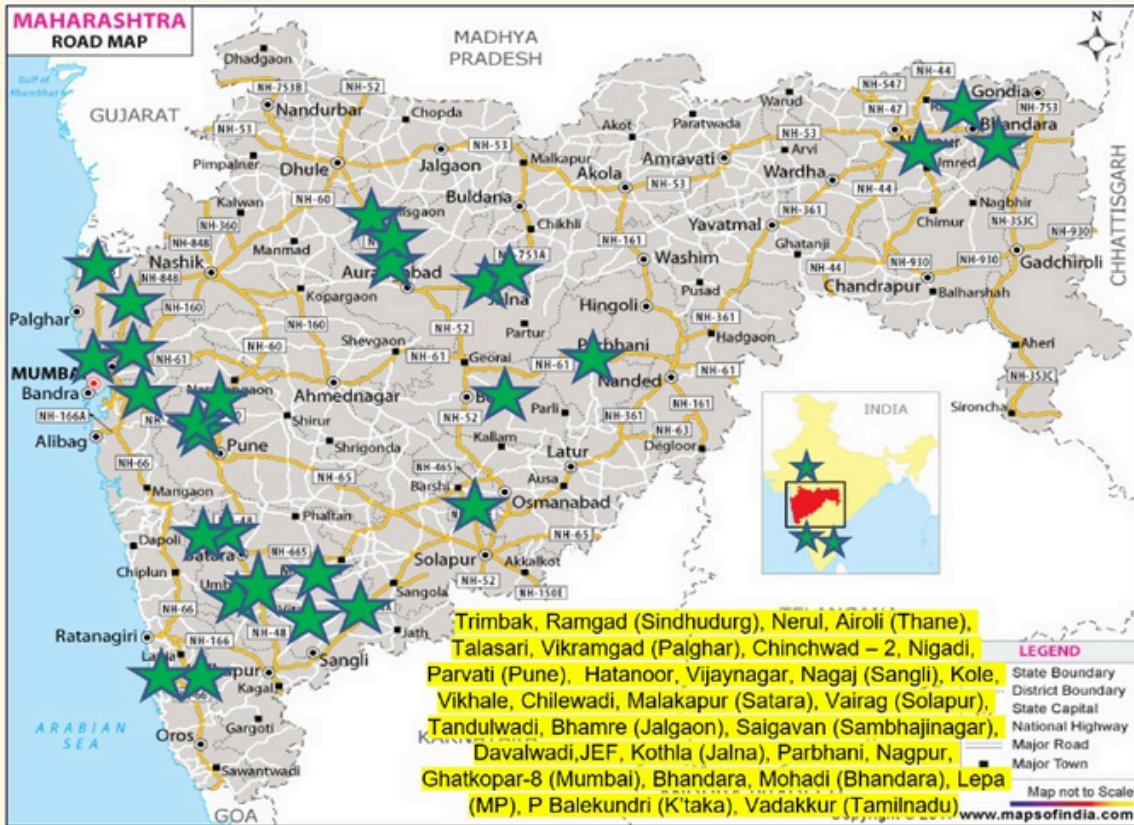 MAHARASHTRA
ROAD MAP
MADHYA
PRADESH
N
GUJARAT
Gulf of
Khambhat
CHHATTISGARH
Dhadgaon
NH-753B
NH-52
Nandurbar
Chopda
NH-53
Pimpalner
Dhule
Jalgaon
NH-53
Malkapur
Akot
Paratwada
Warud
NH-547
NH-44
NH-47
Gondia
NH-753
Bhandara
Umred
NH-53
Arvi
Amravati
Akola
NH-53
Wardha
NH-44
Nagbhir
NH-353C
Chimur
Buldana
Chikhli
NH-753A
NH-161
Yavatmal
NH-361
Ghatanji
NH-44
NH-930
NH-930
NH-930
Gadchiroli
Chandrapur
Balharshah
Kalwan
NH-360
NH-60
NH-848
Manmad
Nashik
NH-848
NH-160
Kopargaon
NH-160
Washim
Pusad
Hingoli
NH-361
Hadgaon
Partur
NH-52
Palghar
NH-61
NH-60
Shevgaon
NH-61
Georai
NH-61
Parbhani
Nanded
NH-61
Aheri
NH-353C
Sironcha
MUMBAI
Bandra
NH-166A
Alibag
Ahmednagar
Shirur
Shrigonda
Pune
NH-52
Parli
NH-361
NH-161
NH-63
Degloor
Kallam
Latur
Ausa
NH-465
Barshi
Osmanabad
NH-66
Mangaon
NH-65
Phaltan
Dapoli
Satara
NH-48
NH-665
Chiplun
NH-65
Solapur
Akkalkot
NH-52
NH-150E
Sangola
Jath
NH-66
NH-48
Ratanagiri
NH-166
Sangli
Kagal
Gargoti
Oros
Sawantwadi
GOA
ARABIAN
SEA
INDIA
Trimbak, Ramgad (Sindhudurg), Nerul, Airoli (Thane),
Talasari, Vikramgad (Palghar), Chinchwad – 2, Nigadi,
Parvati (Pune), Hatanoor, Vijaynagar, Nagaj (Sangli), Kole,
Vikhale, Chilewadi, Malakapur (Satara), Vairag (Solapur),
Tandulwadi, Bhamre (Jalgaon), Saigavan (Sambhajinagar),
Davalwadi,JEF, Kothla (Jalna), Parbhani, Nagpur,
Ghatkopar-8 (Mumbai), Bhandara, Mohadi (Bhandara), Lepa
(MP), P Balekundri (K'taka), Vadakkur (Tamilnadu)
LEGEND
State Boundary
District Boundary
State Capital
National Highway
Major Road
Major Town
Map not to Scale
www.mapsofindia.com